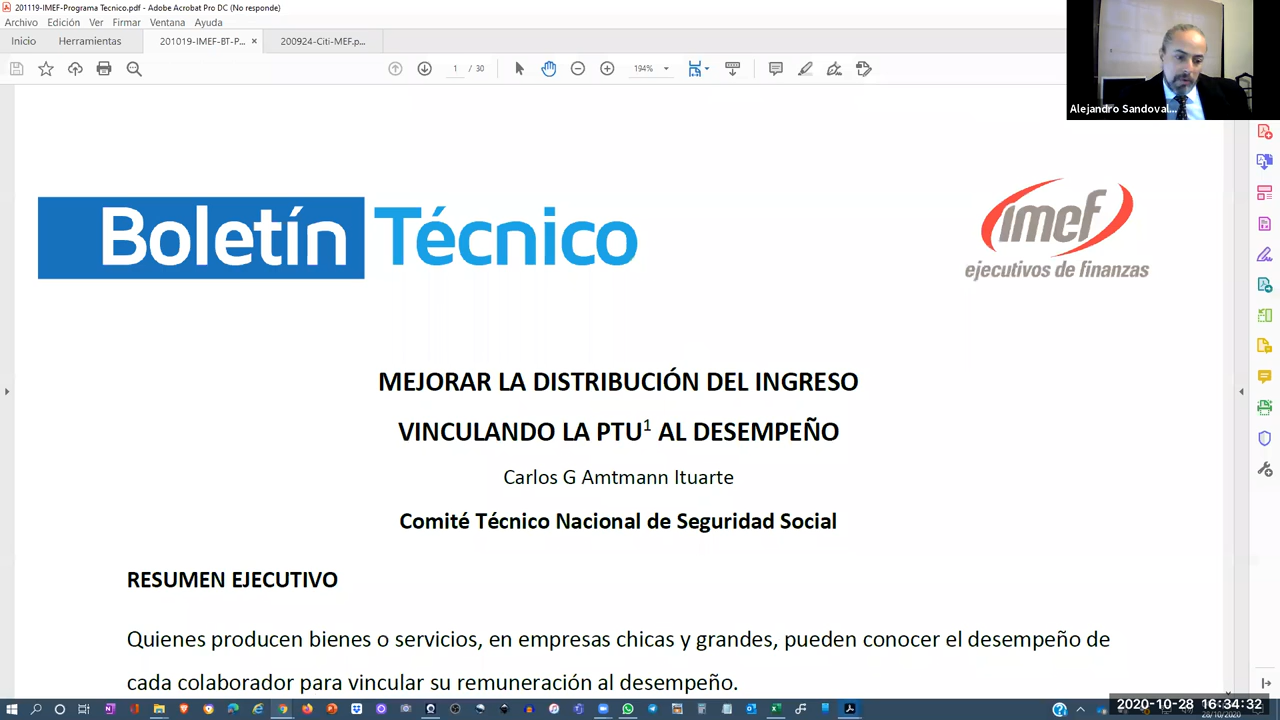 201119-IMEF-Programa Tecnico.pdf - Adobe Acrobat Pro DC (No responde)
Archivo Edición Ver Firmar Ventana Ayuda
Inicio Herramientas 201019-IMEF-BT-P... × 200924-Citi-MEF.p...
1 / 30 194%
Alejandro Sandoval...
Boletín Técnico
imef
ejecutivos de finanzas
MEJORAR LA DISTRIBUCIÓN DEL INGRESO
VINCULANDO LA PTU¹ AL DESEMPEÑO
Carlos G Amtmann Ituarte
Comité Técnico Nacional de Seguridad Social
RESUMEN EJECUTIVO
Quienes producen bienes o servicios, en empresas chicas y grandes, pueden conocer el desempeño de
cada colaborador para vincular su remuneración al desempeño.
2020-10-28 16:34:32